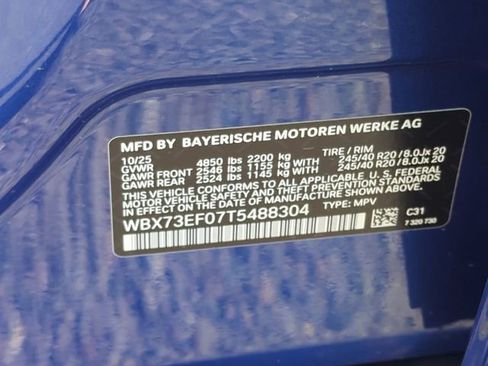 MFD BY BAYERISCHE MOTOREN WERKE AG
10/25 4850 lbs 2200 kg TIRE / RIM
GVWR
GAWR FRONT 2546 lbs 1155 kg WITH 245/40 R20 / 8.0Jx 20
GAWR REAR 2524 lbs 1145 kg WITH 245/40 R20 / 8.0Jx 20
THIS VEHICLE CONFORMS TO ALL APPLICABLE U. S. FEDERAL
MOTOR VEHICLE SAFETY, BUMPER, AND THEFT PREVENTION
STANDARDS IN EFFECT ON THE DATE OF MANUFACTURE SHOWN ABOVE.
WBX73EF07T5488304 TYPE: MPV
C31
7 320 730